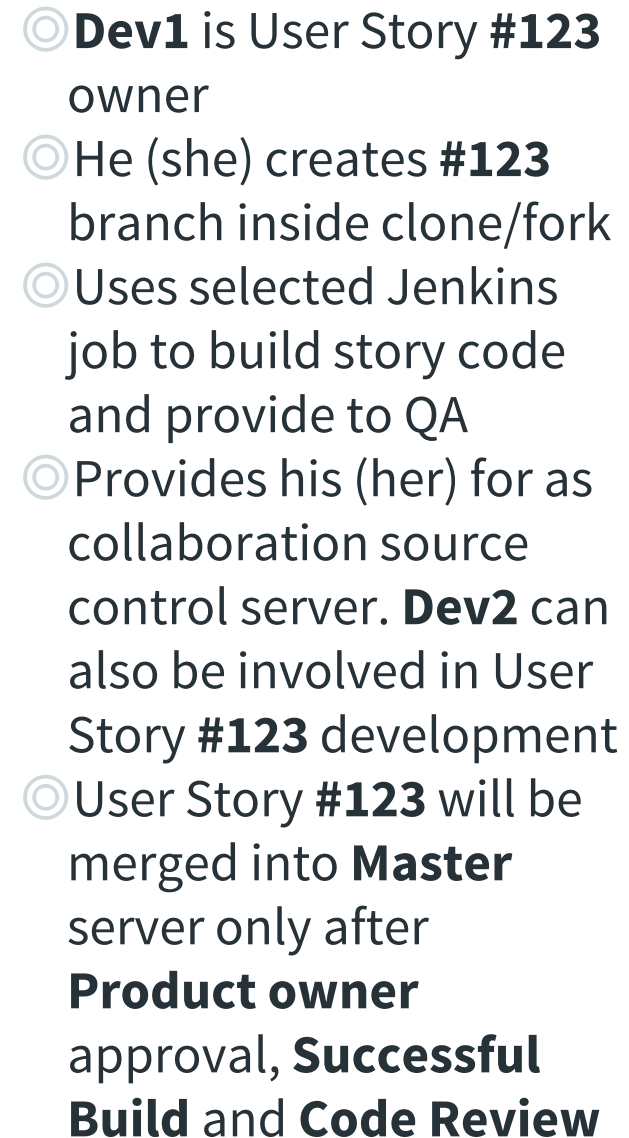 Dev1 is User Story #123
owner
He (she) creates #123
branch inside clone/fork
Uses selected Jenkins
job to build story code
and provide to QA
Provides his (her) for as
collaboration source
control server. Dev2 can
also be involved in User
Story #123 development
User Story #123 will be
merged into Master
server only after
Product owner
approval, Successful
Build and Code Review